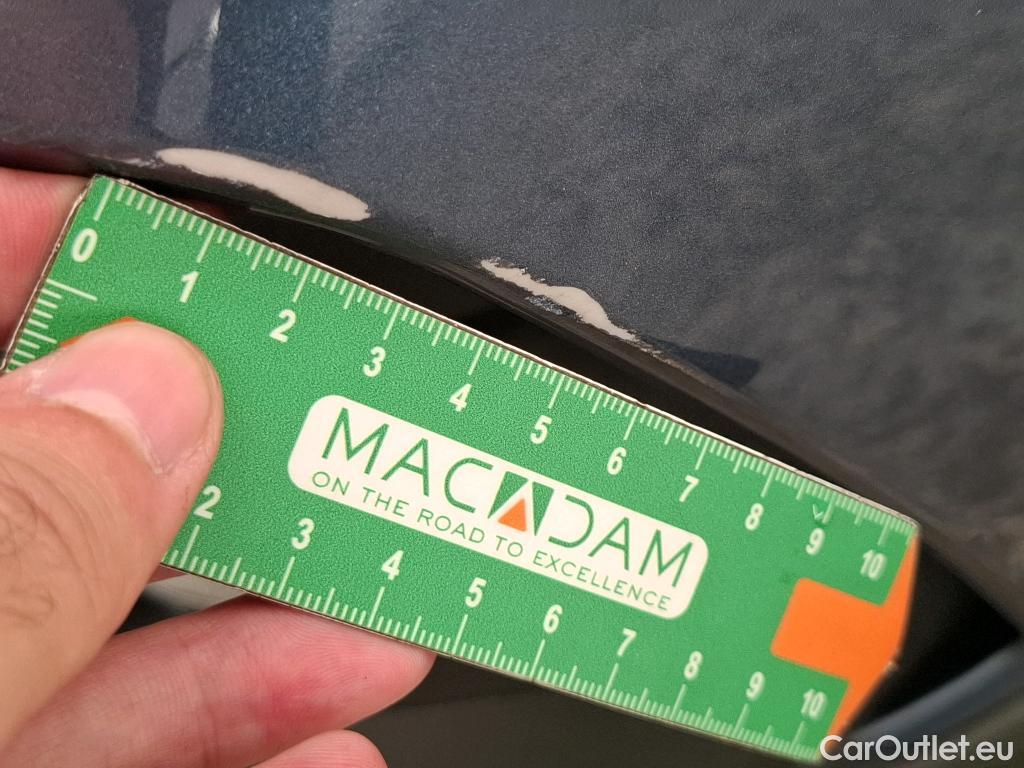 0 1 2 3 4 5 6 7 8 9 10
MACADAM
ON THE ROAD TO EXCELLENCE
2 3 4 5 6 7 8 9 10
CarOutlet.eu